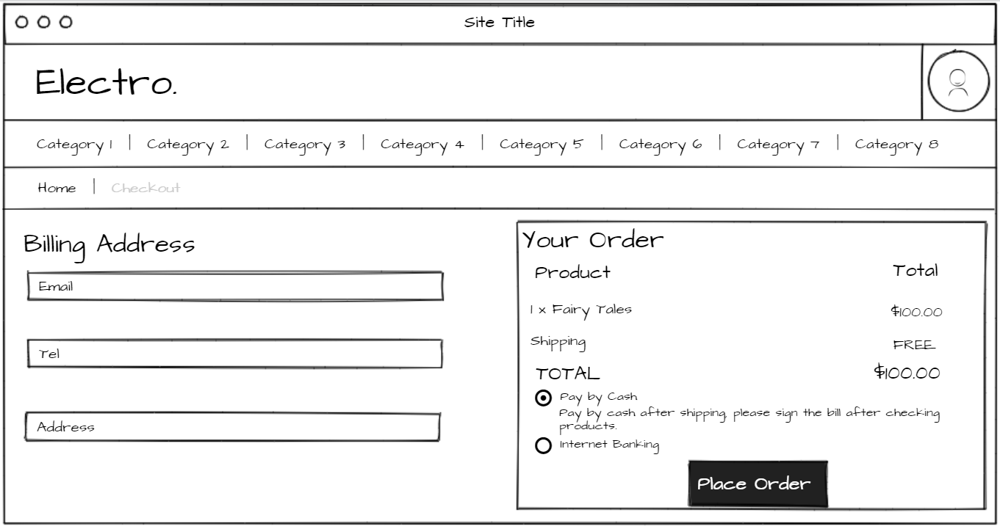 Site Title
Electro.
Category 1 | Category 2 | Category 3 | Category 4 | Category 5 | Category 6 | Category 7 | Category 8
Home | Checkout
Billing Address
Email
Tel
Address
Your Order
Product Total
1 x Fairy Tales $100.00
Shipping FREE
TOTAL $100.00
Pay by Cash
Pay by cash after shipping, please sign the bill after checking
products.
Internet Banking
Place Order